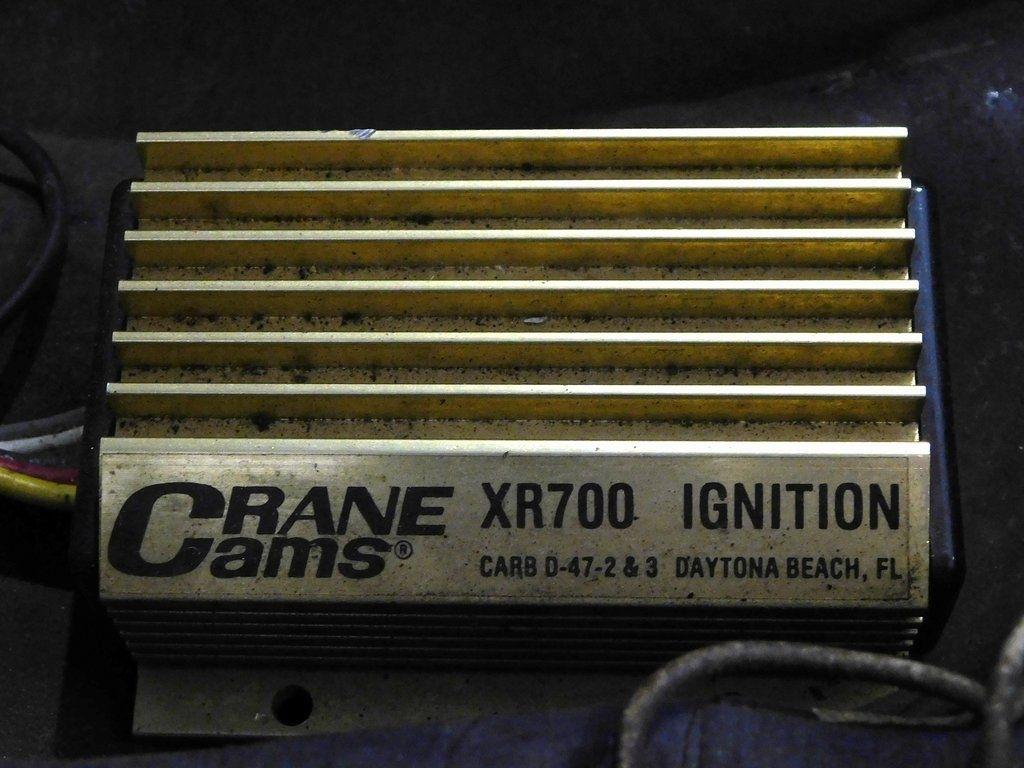 CRANE Cams® XR700 IGNITION
CARB D-47-2 & 3 DAYTONA BEACH, FL